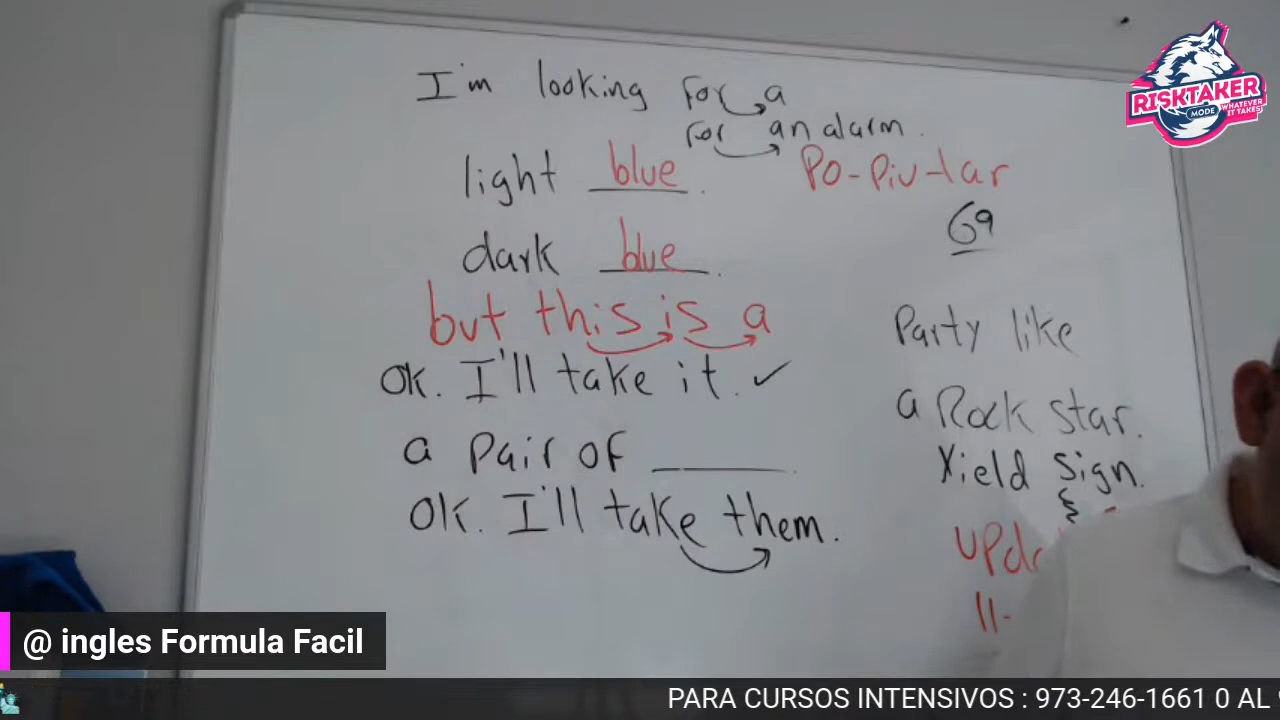 I'm looking for a
for an alarm.
light blue.
Po-Piu-lar
69
dark blue.
but this is a
Party like
OK. I'll take it. ✓
a Rock star.
a Pair of ______
Yield Sign.
OK. I'll take them.
RISKTAKER
MODE WHATEVER IT TAKES!
@ ingles Formula Facil
PARA CURSOS INTENSIVOS : 973-246-1661 0 AL